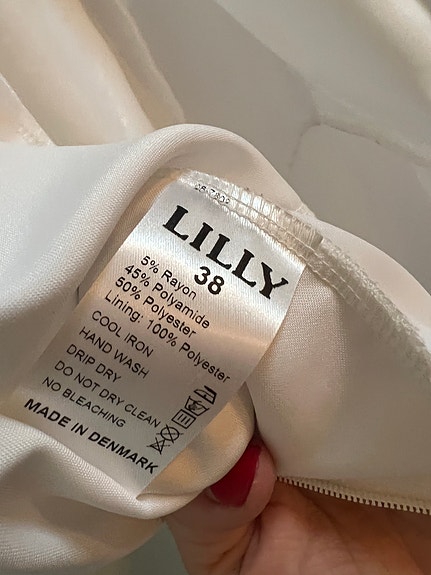 LILLY
38
5% Rayon
45% Polyamide
50% Polyester
Lining: 100% Polyester
COOL IRON
HAND WASH
DRIP DRY
DO NOT DRY CLEAN
NO BLEACHING
MADE IN DENMARK